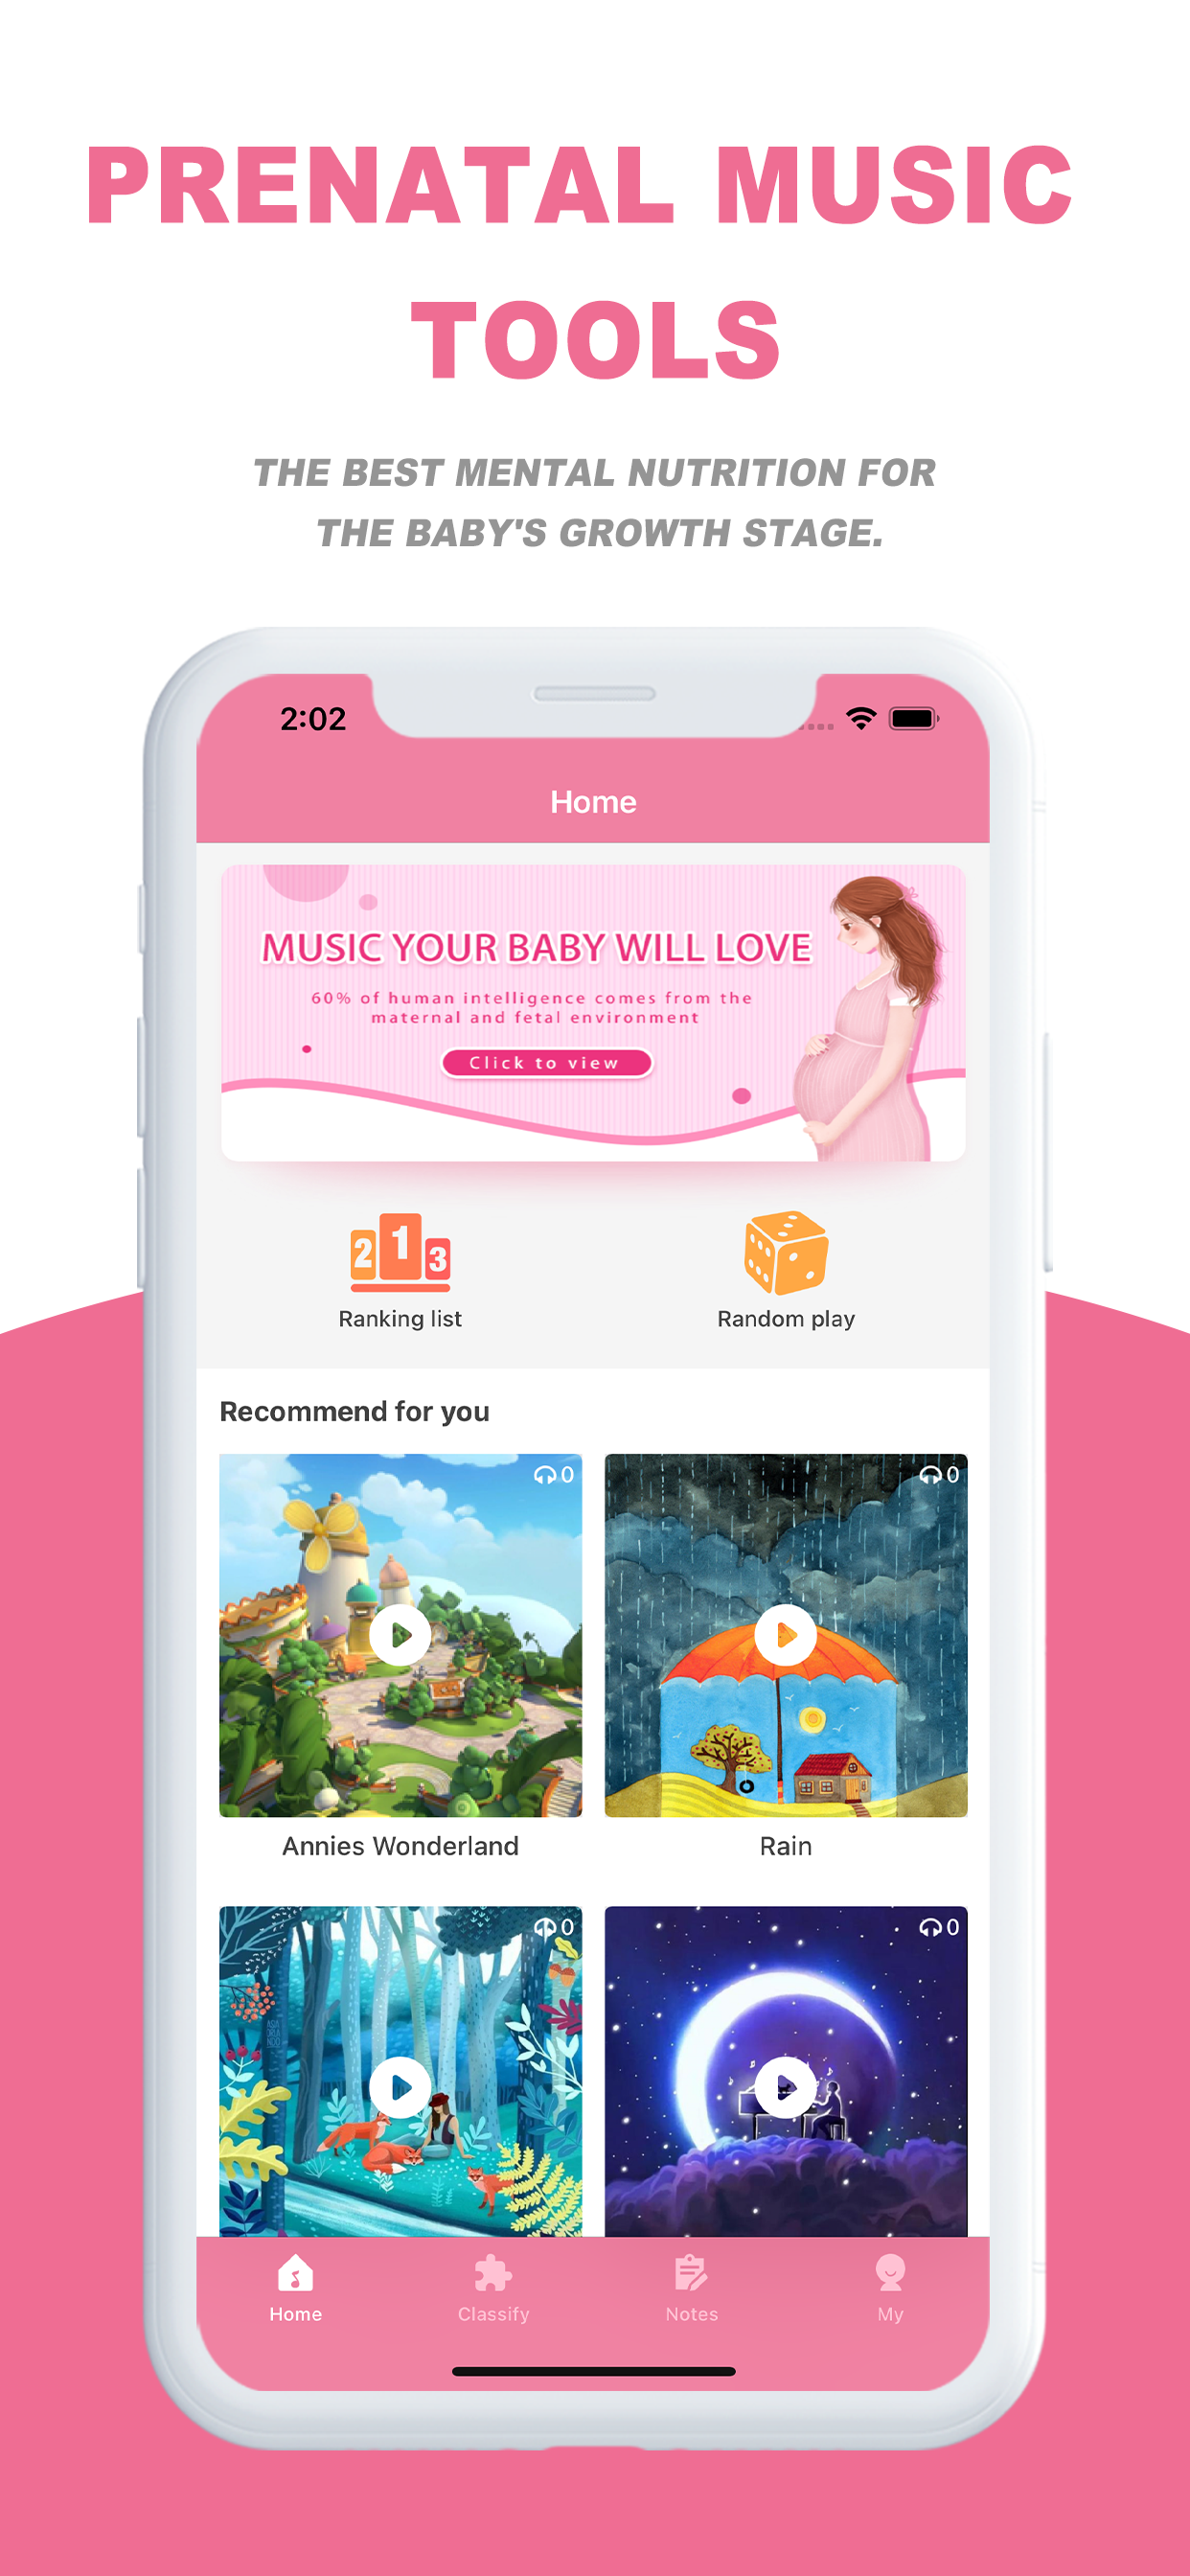 PRENATAL MUSIC
TOOLS
THE BEST MENTAL NUTRITION FOR
THE BABY'S GROWTH STAGE.
2:02
Home
MUSIC YOUR BABY WILL LOVE
60% of human intelligence comes from the
maternal and fetal environment
Click to view
2 1 3
Ranking list
Random play
Recommend for you
0
0
Annies Wonderland
Rain
0
0
Home
Classify
Notes
My